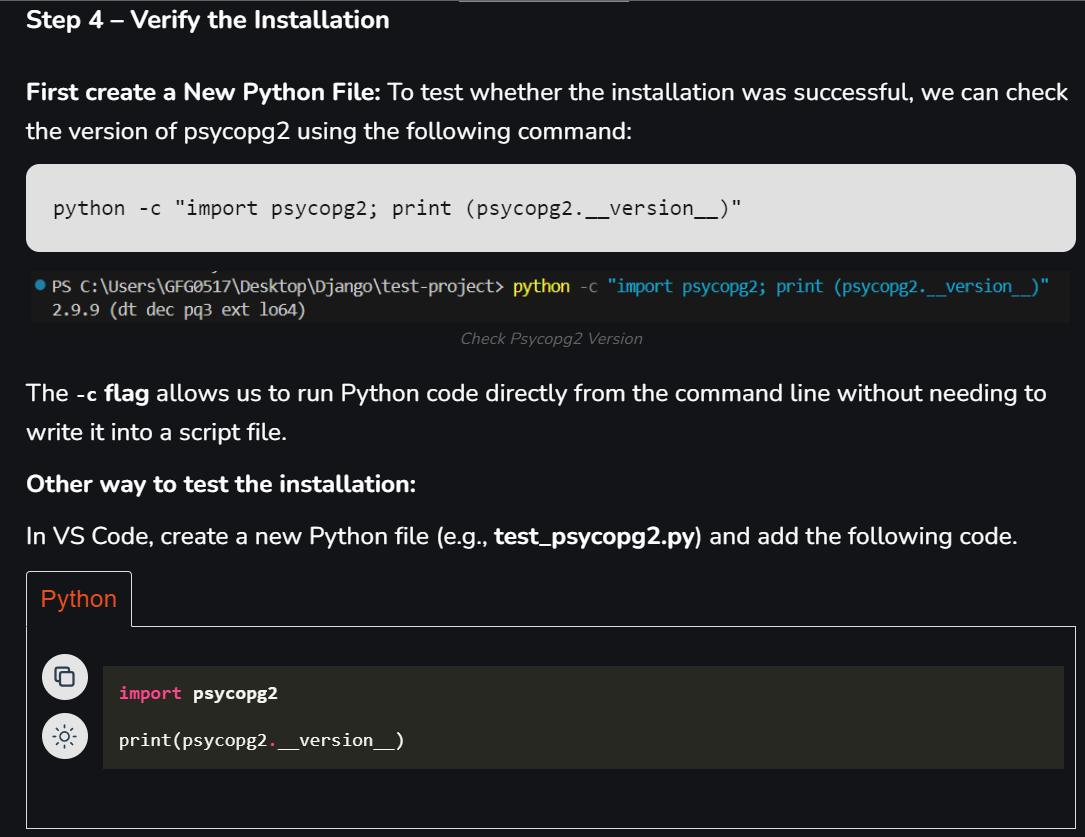 Step 4 – Verify the Installation
First create a New Python File: To test whether the installation was successful, we can check
the version of psycopg2 using the following command:
python -c "import psycopg2; print (psycopg2.__version__)"
PS C:\Users\GFG0517\Desktop\Django\test-project> python -c "import psycopg2; print (psycopg2.__version__)"
2.9.9 (dt dec pq3 ext lo64)
Check Psycopg2 Version
The -c flag allows us to run Python code directly from the command line without needing to
write it into a script file.
Other way to test the installation:
In VS Code, create a new Python file (e.g., test_psycopg2.py) and add the following code.
Python
import psycopg2
print(psycopg2.__version__)